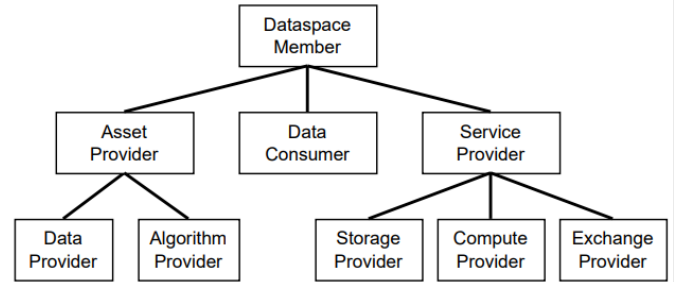 Dataspace
Member
Asset
Provider
Data
Consumer
Service
Provider
Data
Provider
Algorithm
Provider
Storage
Provider
Compute
Provider
Exchange
Provider